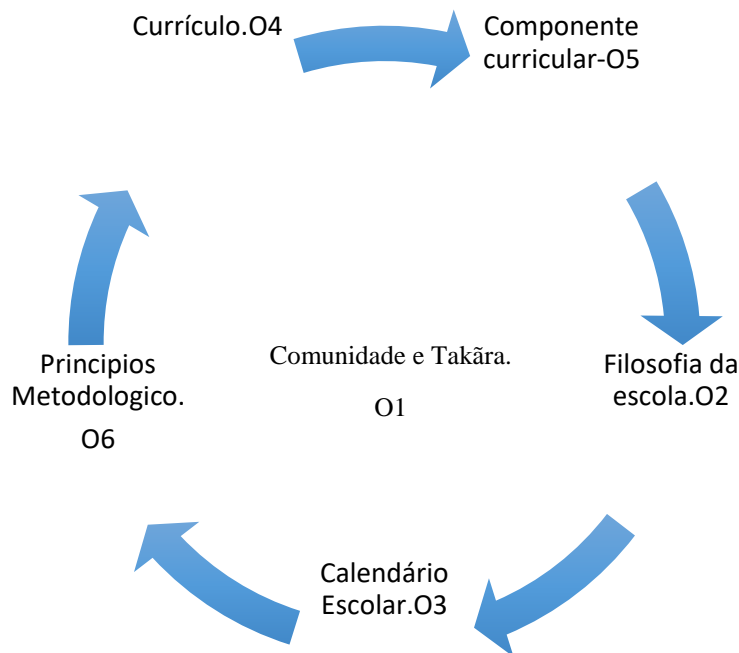 Currículo.O4
Componente
curricular-O5
Principios
Metodologico.
O6
Comunidade e Takãra.
O1
Filosofia da
escola.O2
Calendário
Escolar.O3